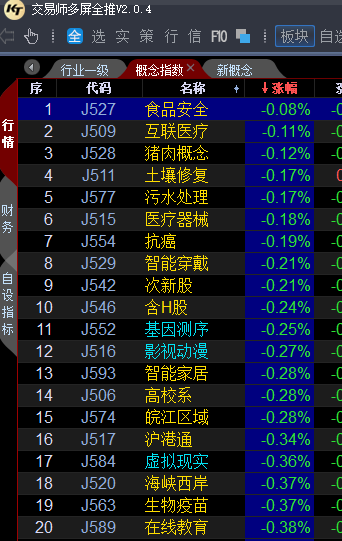 KT 交易师多屏全推V2.0.4
全 选 实 策 信 F10 板块 自选
行业一级 概念指数 新概念
序 代码 名称 涨幅
1 J527 食品安全 -0.08%
2 J509 互联医疗 -0.11%
3 J528 猪肉概念 -0.12%
4 J511 土壤修复 -0.17%
5 J577 污水处理 -0.17%
6 J515 医疗器械 -0.18%
7 J554 抗癌 -0.19%
8 J529 智能穿戴 -0.21%
9 J542 次新股 -0.21%
10 J546 含H股 -0.24%
11 J552 基因测序 -0.25%
12 J516 影视动漫 -0.27%
13 J593 智能家居 -0.28%
14 J506 高校系 -0.28%
15 J574 皖江区域 -0.28%
16 J517 沪港通 -0.34%
17 J584 虚拟现实 -0.36%
18 J520 海峡西岸 -0.37%
19 J563 生物疫苗 -0.37%
20 J589 在线教育 -0.38%
行情
财务
自设指标